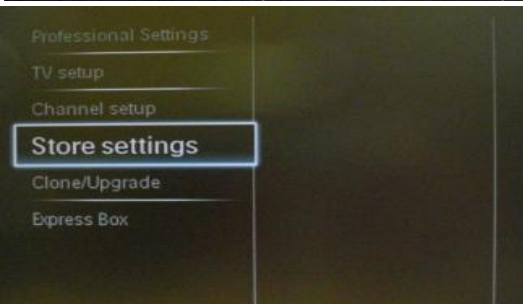 Professional Settings
TV setup
Channel setup
Store settings
Clone/Upgrade
Express Box